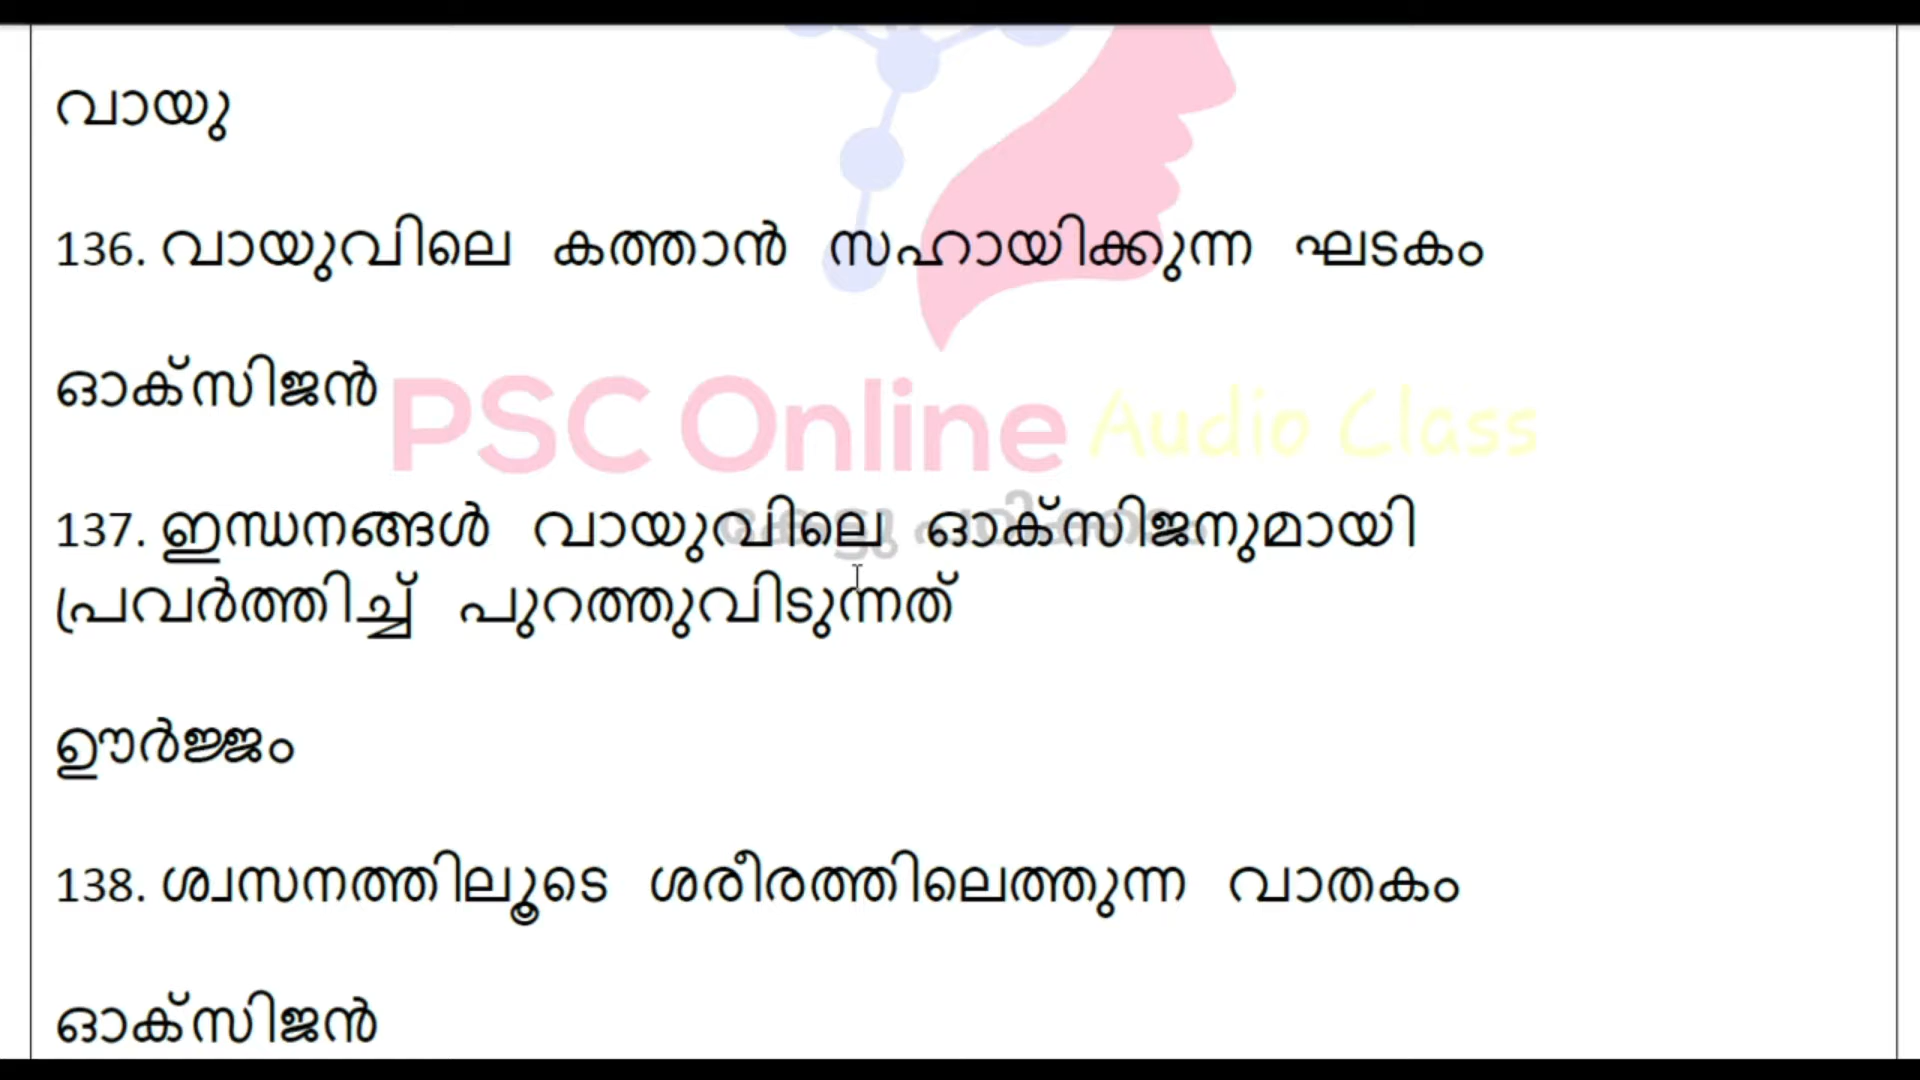 വായു
136. വായുവിലെ കത്താൻ സഹായിക്കുന്ന ഘടകം
ഓക്സിജൻ
PSC Online Audio Class
കേട്ടു പഠിക്കാം
137. ഇന്ധനങ്ങൾ വായുവിലെ ഓക്സിജനുമായി
പ്രവർത്തിച്ച് പുറത്തുവിടുന്നത്
ഊർജ്ജം
138. ശ്വസനത്തിലൂടെ ശരീരത്തിലെത്തുന്ന വാതകം
ഓക്സിജൻ